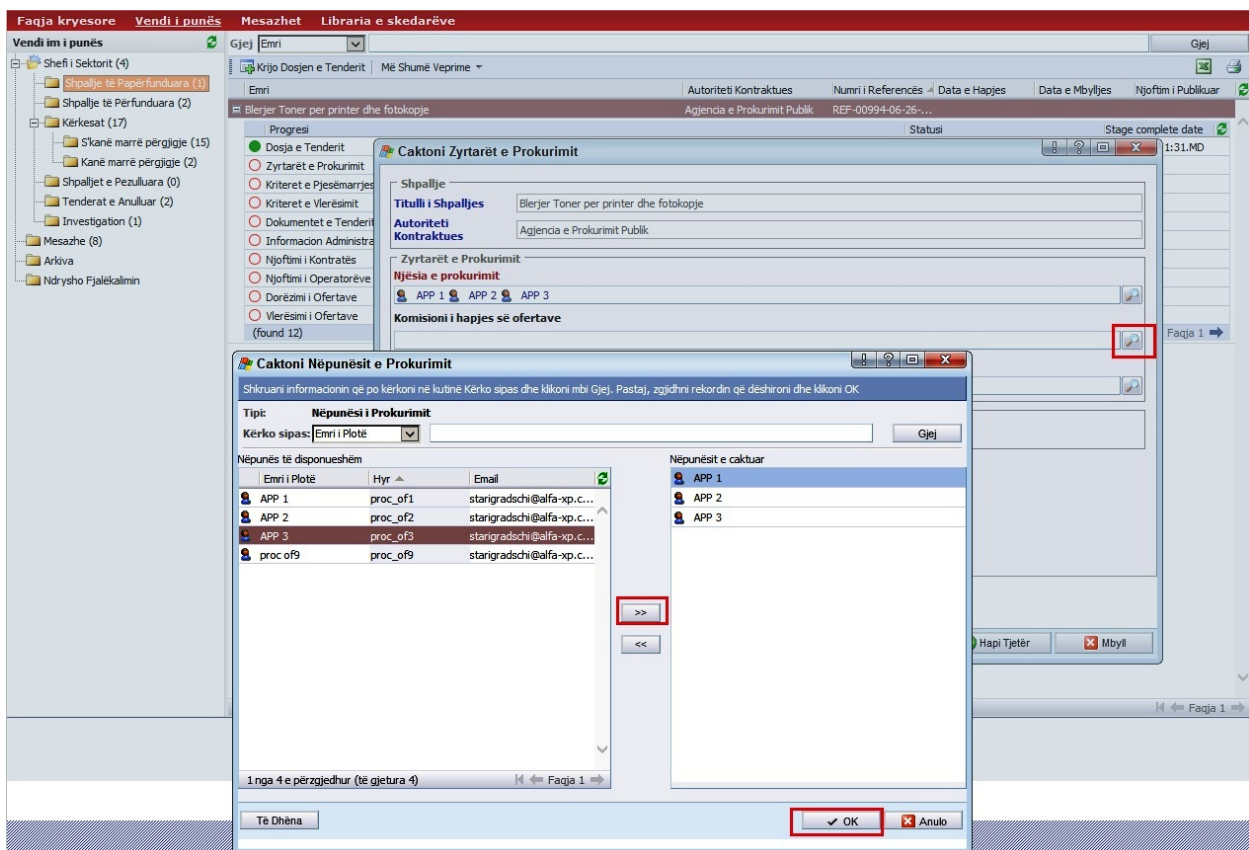 Faqja kryesore Vendi i punës Mesazhet Libraria e skedarëve
Vendi im i punës
Gjej Emri Gjej
Shefi i Sektorit (4)
Shpallje të Papërfunduara (1)
Shpallje të Përfunduara (2)
Kërkesat (17)
S'kanë marrë përgjigje (15)
Kanë marrë përgjigje (2)
Shpalljet e Pezulluara (0)
Tenderat e Anulluar (2)
Investigation (1)
Mesazhe (8)
Arkiva
Ndrysho Fjalëkalimin
Krijo Dosjen e Tenderit Më Shumë Veprime
Emri Autoriteti Kontraktues Numri i Referencës Data e Hapjes Data e Mbylljes Njoftim i Publikuar
Blerjer Toner per printer dhe fotokopje Agjencia e Prokurimit Publik REF-00994-06-26-...
Progresi Statusi Stage complete date
Dosja e Tenderit 1:31.MD
Zyrtarët e Prokurimit
Kriteret e Pjesëmarrjes
Kriteret e Vlerësimit
Dokumentet e Tenderit
Informacion Administra
Njoftimi i Kontratës
Njoftimi i Operatorëve
Dorëzimi i Ofertave
Vlerësimi i Ofertave
(found 12) Faqja 1
Caktoni Zyrtarët e Prokurimit
Shpallje
Titulli i Shpalljes Blerjer Toner per printer dhe fotokopje
Autoriteti Kontraktues Agjencia e Prokurimit Publik
Zyrtarët e Prokurimit
Njësia e prokurimit
APP 1 APP 2 APP 3
Komisioni i hapjes së ofertave
Hapi Tjetër Mbyll
Faqja 1
Caktoni Nëpunësit e Prokurimit
Shkruani informacionin që po kërkoni në kutinë Kërko sipas dhe klikoni mbi Gjej. Pastaj, zgjidhni rekordin që dëshironi dhe klikoni OK
Tipi: Nëpunësi i Prokurimit
Kërko sipas: Emri i Plotë Gjej
Nëpunës të disponueshëm Nëpunësit e caktuar
Emri i Plotë Hyr Email
APP 1 proc_of1 starigradschi@alfa-xp.c...
APP 2 proc_of2 starigradschi@alfa-xp.c...
APP 3 proc_of3 starigradschi@alfa-xp.c...
proc of9 proc_of9 starigradschi@alfa-xp.c...
APP 1
APP 2
APP 3
>>
<<
1 nga 4 e përzgjedhur (të gjetura 4) Faqja 1
Të Dhëna OK Anulo